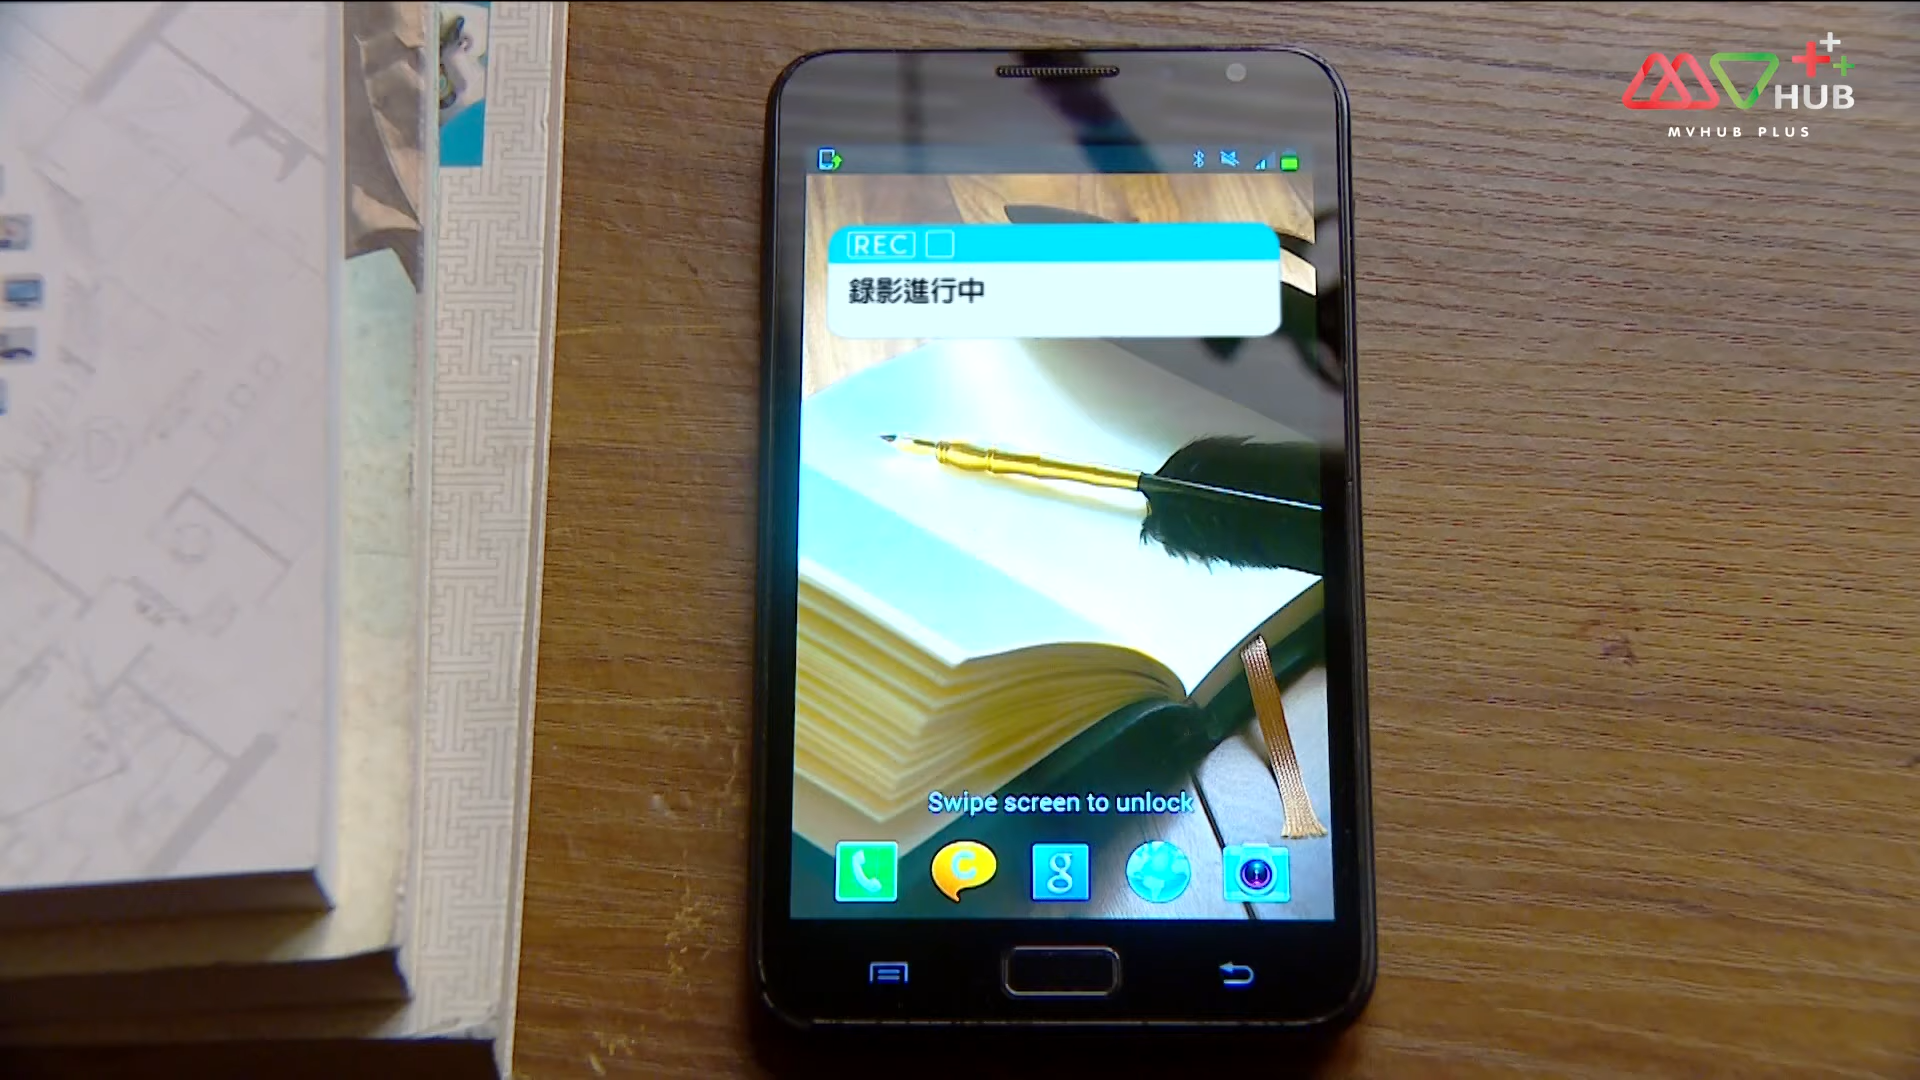 HUB
MVHUB PLUS
REC
錄影進行中
Swipe screen to unlock
C
g